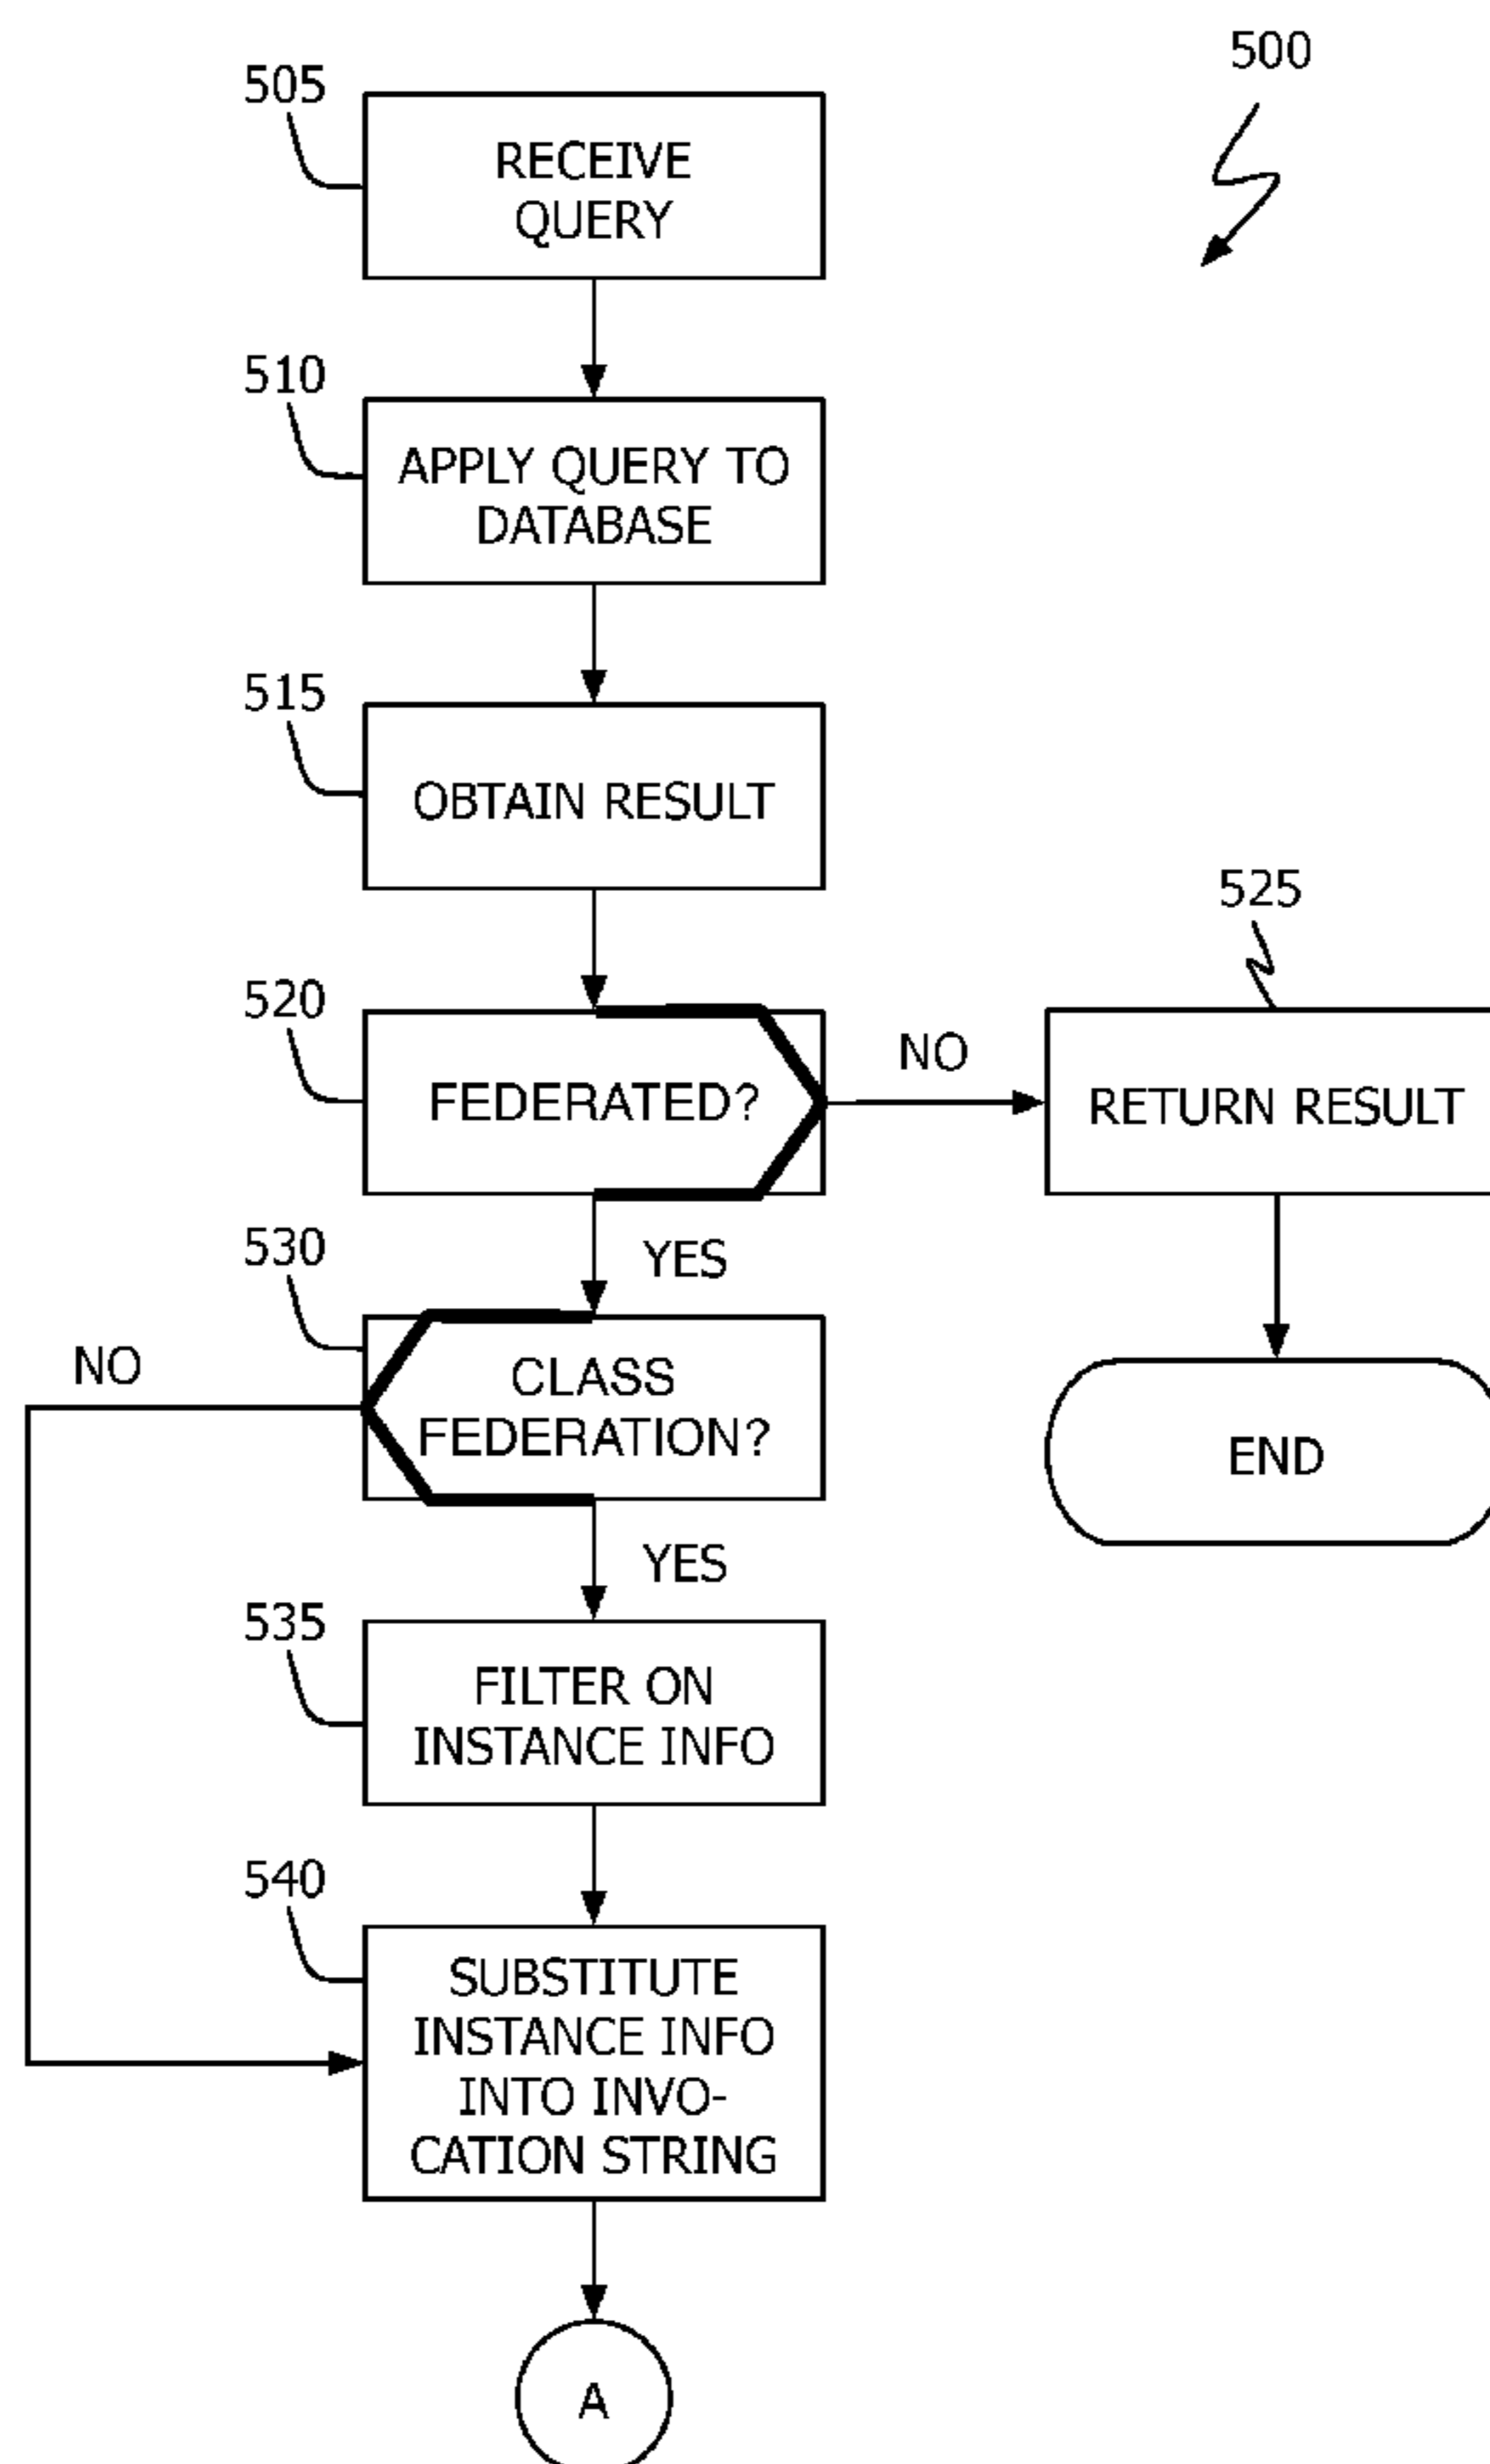 500
505
RECEIVE
QUERY
510
APPLY QUERY TO
DATABASE
515
OBTAIN RESULT
520
FEDERATED?
NO
525
RETURN RESULT
YES
END
530
CLASS
FEDERATION?
NO
YES
535
FILTER ON
INSTANCE INFO
540
SUBSTITUTE
INSTANCE INFO
INTO INVO-
CATION STRING
A